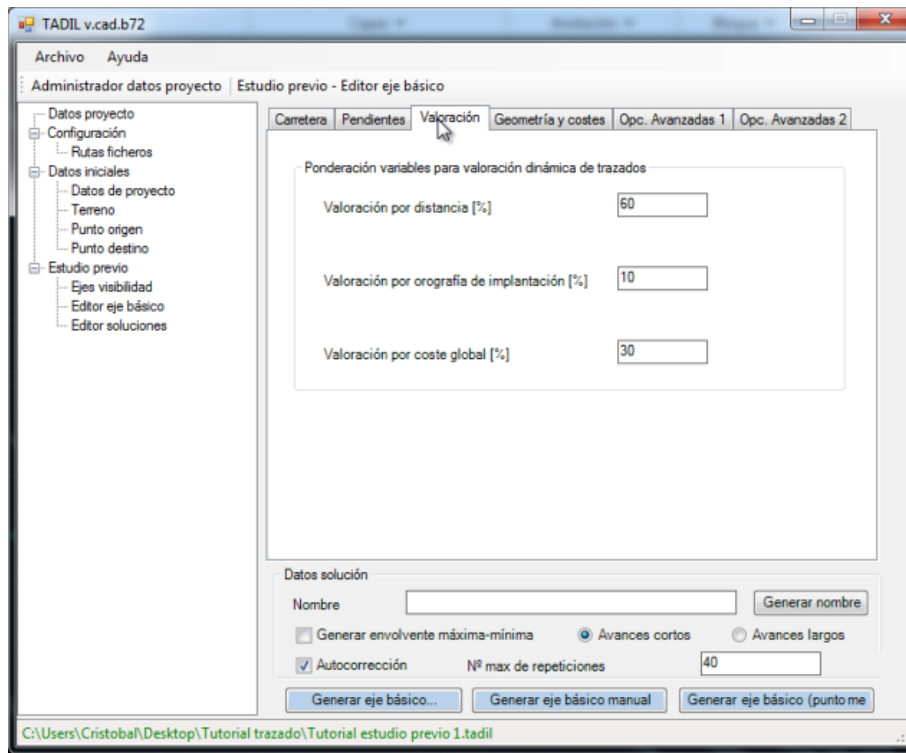 TADIL v.cad.b72
Archivo Ayuda
Administrador datos proyecto Estudio previo - Editor eje básico
Datos proyecto
Configuración
Rutas ficheros
Datos iniciales
Datos de proyecto
Terreno
Punto origen
Punto destino
Estudio previo
Ejes visibilidad
Editor eje básico
Editor soluciones
Carretera Pendientes Valoración Geometría y costes Opc. Avanzadas 1 Opc. Avanzadas 2
Ponderación variables para valoración dinámica de trazados
Valoración por distancia [%] 60
Valoración por orografía de implantación [%] 10
Valoración por coste global [%] 30
Datos solución
Nombre Generar nombre
Generar envolvente máxima-mínima Avances cortos Avances largos
Autocorrección Nº max de repeticiones 40
Generar eje básico... Generar eje básico manual Generar eje básico (punto me
C:\Users\Cristobal\Desktop\Tutorial trazado\Tutorial estudio previo 1.tadil